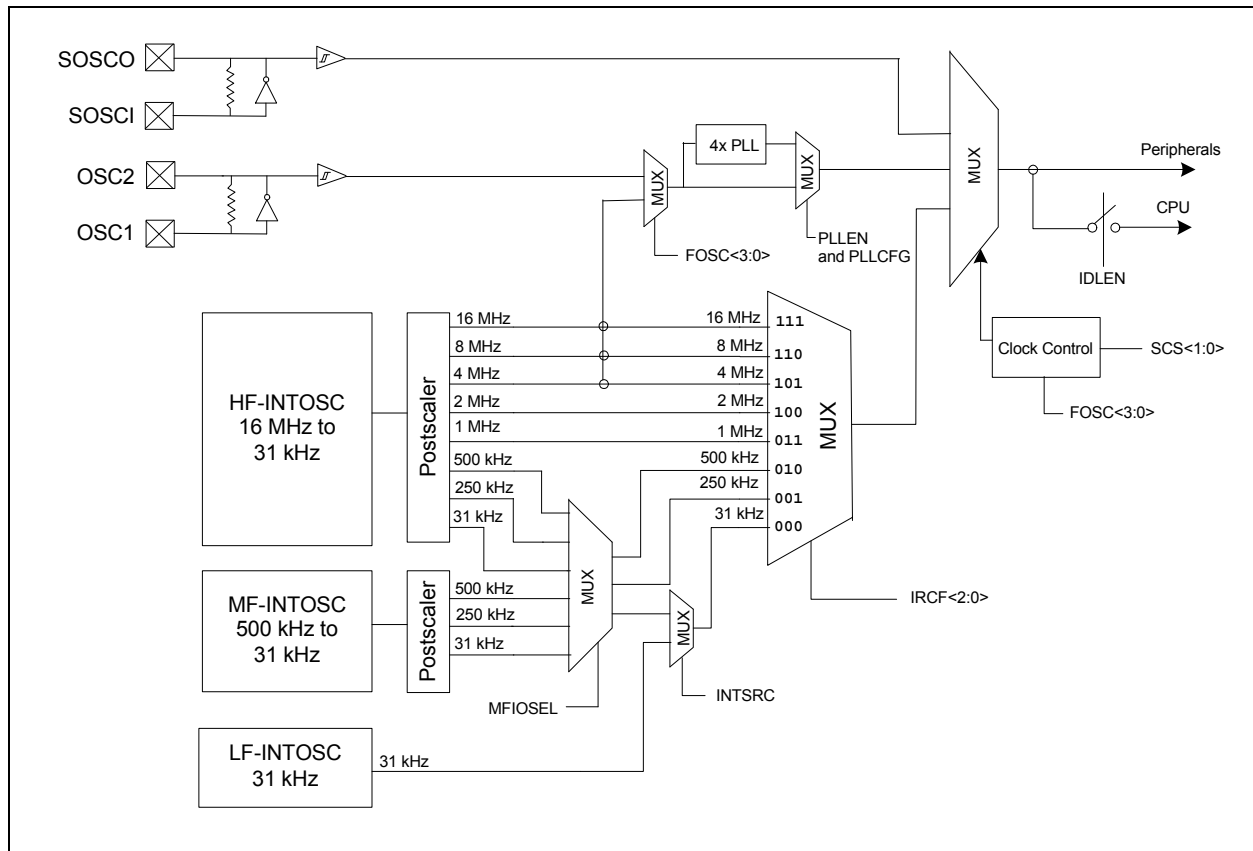 SOSCO
SOSCI
OSC2
OSC1
4x PLL
MUX
MUX
MUX
FOSC<3:0>
PLLEN
and PLLCFG
Peripherals
CPU
IDLEN
Clock Control
SCS<1:0>
FOSC<3:0>
HF-INTOSC
16 MHz to
31 kHz
Postscaler
16 MHz
8 MHz
4 MHz
2 MHz
1 MHz
500 kHz
250 kHz
31 kHz
16 MHz
8 MHz
4 MHz
2 MHz
1 MHz
500 kHz
250 kHz
31 kHz
111
110
101
100
011
010
001
000
MUX
IRCF<2:0>
MF-INTOSC
500 kHz to
31 kHz
Postscaler
500 kHz
250 kHz
31 kHz
MUX
MFIOSEL
MUX
INTSRC
LF-INTOSC
31 kHz
31 kHz